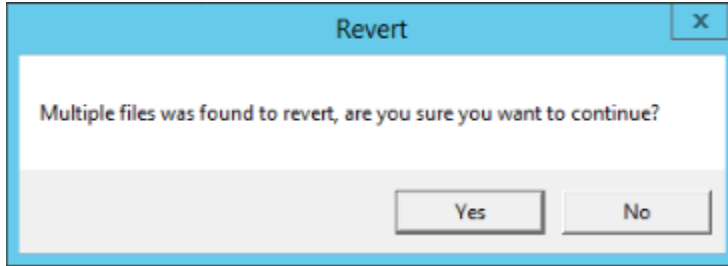 Revert
x
Multiple files was found to revert, are you sure you want to continue?
Yes No